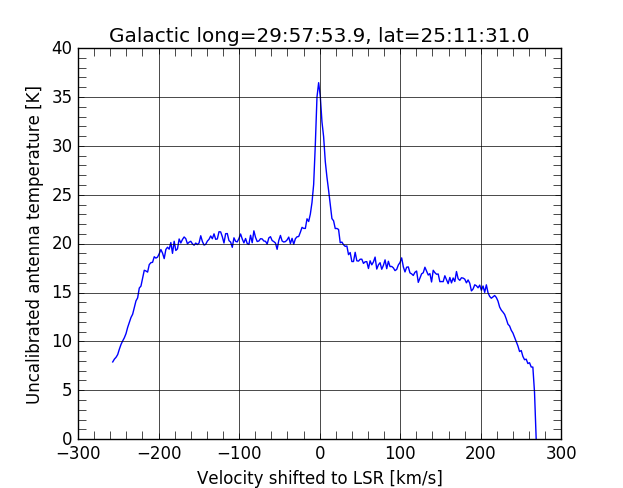 Galactic long=29:57:53.9, lat=25:11:31.0
Uncalibrated antenna temperature [K]
40
35
30
25
20
15
10
5
0
−300 −200 −100 0 100 200 300
Velocity shifted to LSR [km/s]